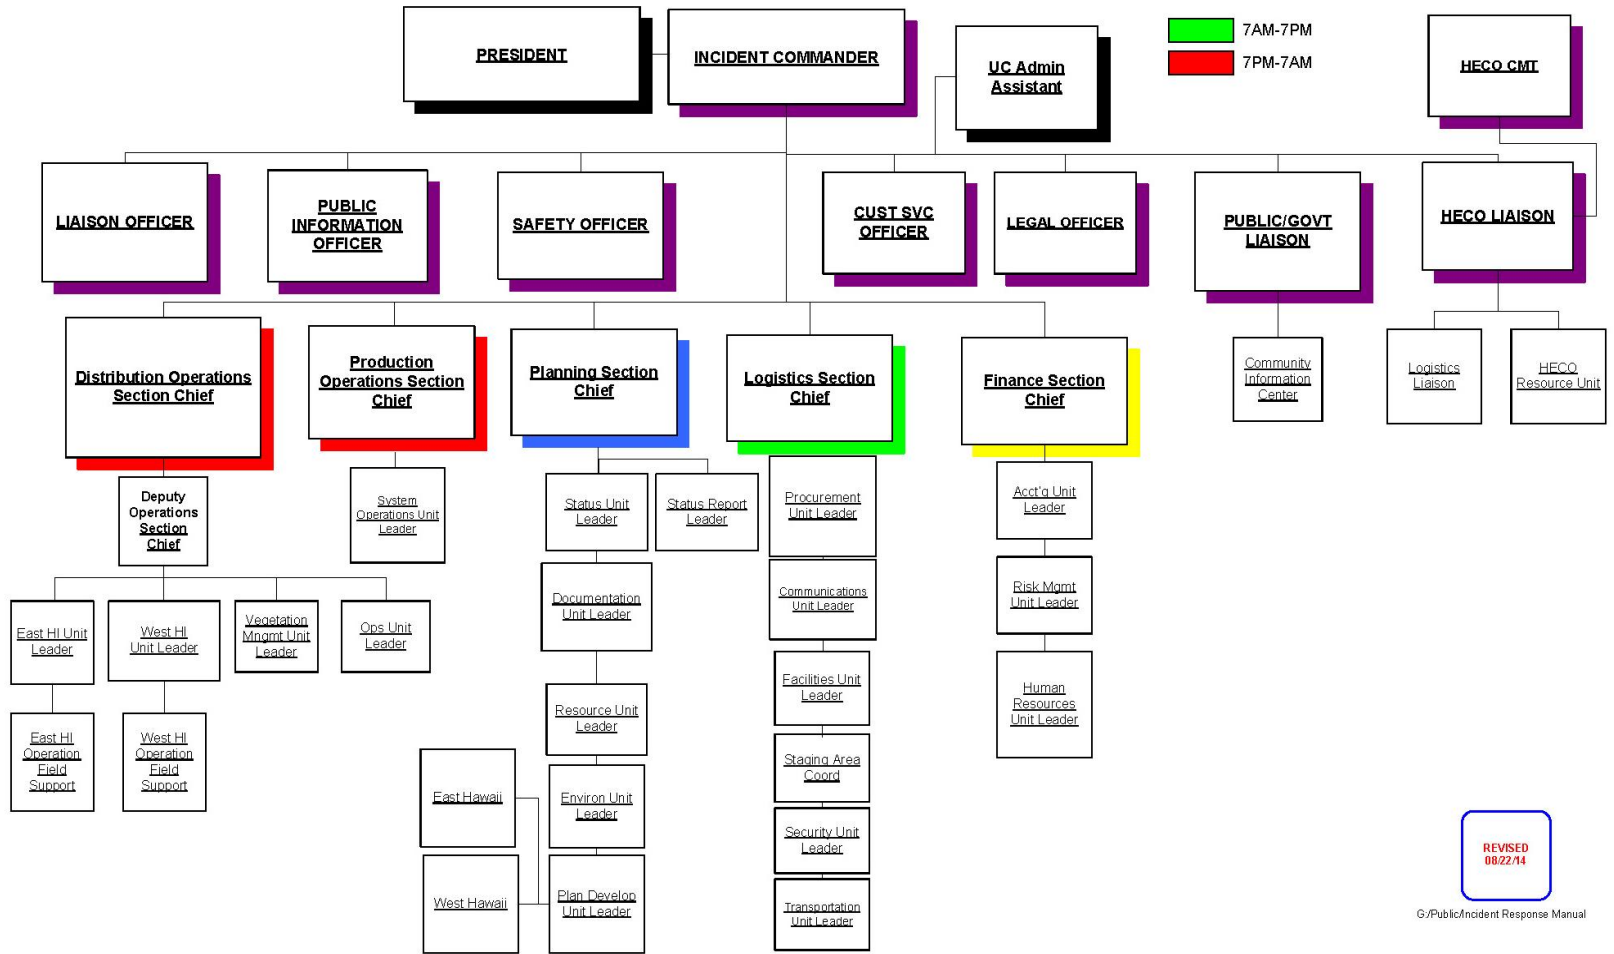 PRESIDENT
INCIDENT COMMANDER
UC Admin
Assistant
7AM-7PM
7PM-7AM
HECO CMT
LIAISON OFFICER
PUBLIC
INFORMATION
OFFICER
SAFETY OFFICER
CUST SVC
OFFICER
LEGAL OFFICER
PUBLIC/GOVT
LIAISON
HECO LIAISON
Distribution Operations
Section Chief
Production
Operations Section
Chief
Planning Section
Chief
Logistics Section
Chief
Finance Section
Chief
Community
Information
Center
Logistics
Liaison
HECO
Resource Unit
Deputy
Operations
Section
Chief
System
Operations Unit
Leader
Status Unit
Leader
Status Report
Leader
Procurement
Unit Leader
Acct'g Unit
Leader
Documentation
Unit Leader
Communications
Unit Leader
Risk Mgmt
Unit Leader
East HI Unit
Leader
West HI
Unit Leader
Vegetation
Mngmt Unit
Leader
Ops Unit
Leader
Resource Unit
Leader
Facilities Unit
Leader
Human
Resources
Unit Leader
East HI
Operation
Field
Support
West HI
Operation
Field
Support
Staging Area
Coord
East Hawaii
Environ Unit
Leader
Security Unit
Leader
West Hawaii
Plan Develop
Unit Leader
Transportation
Unit Leader
REVISED
08/22/14
G:/Public/Incident Response Manual